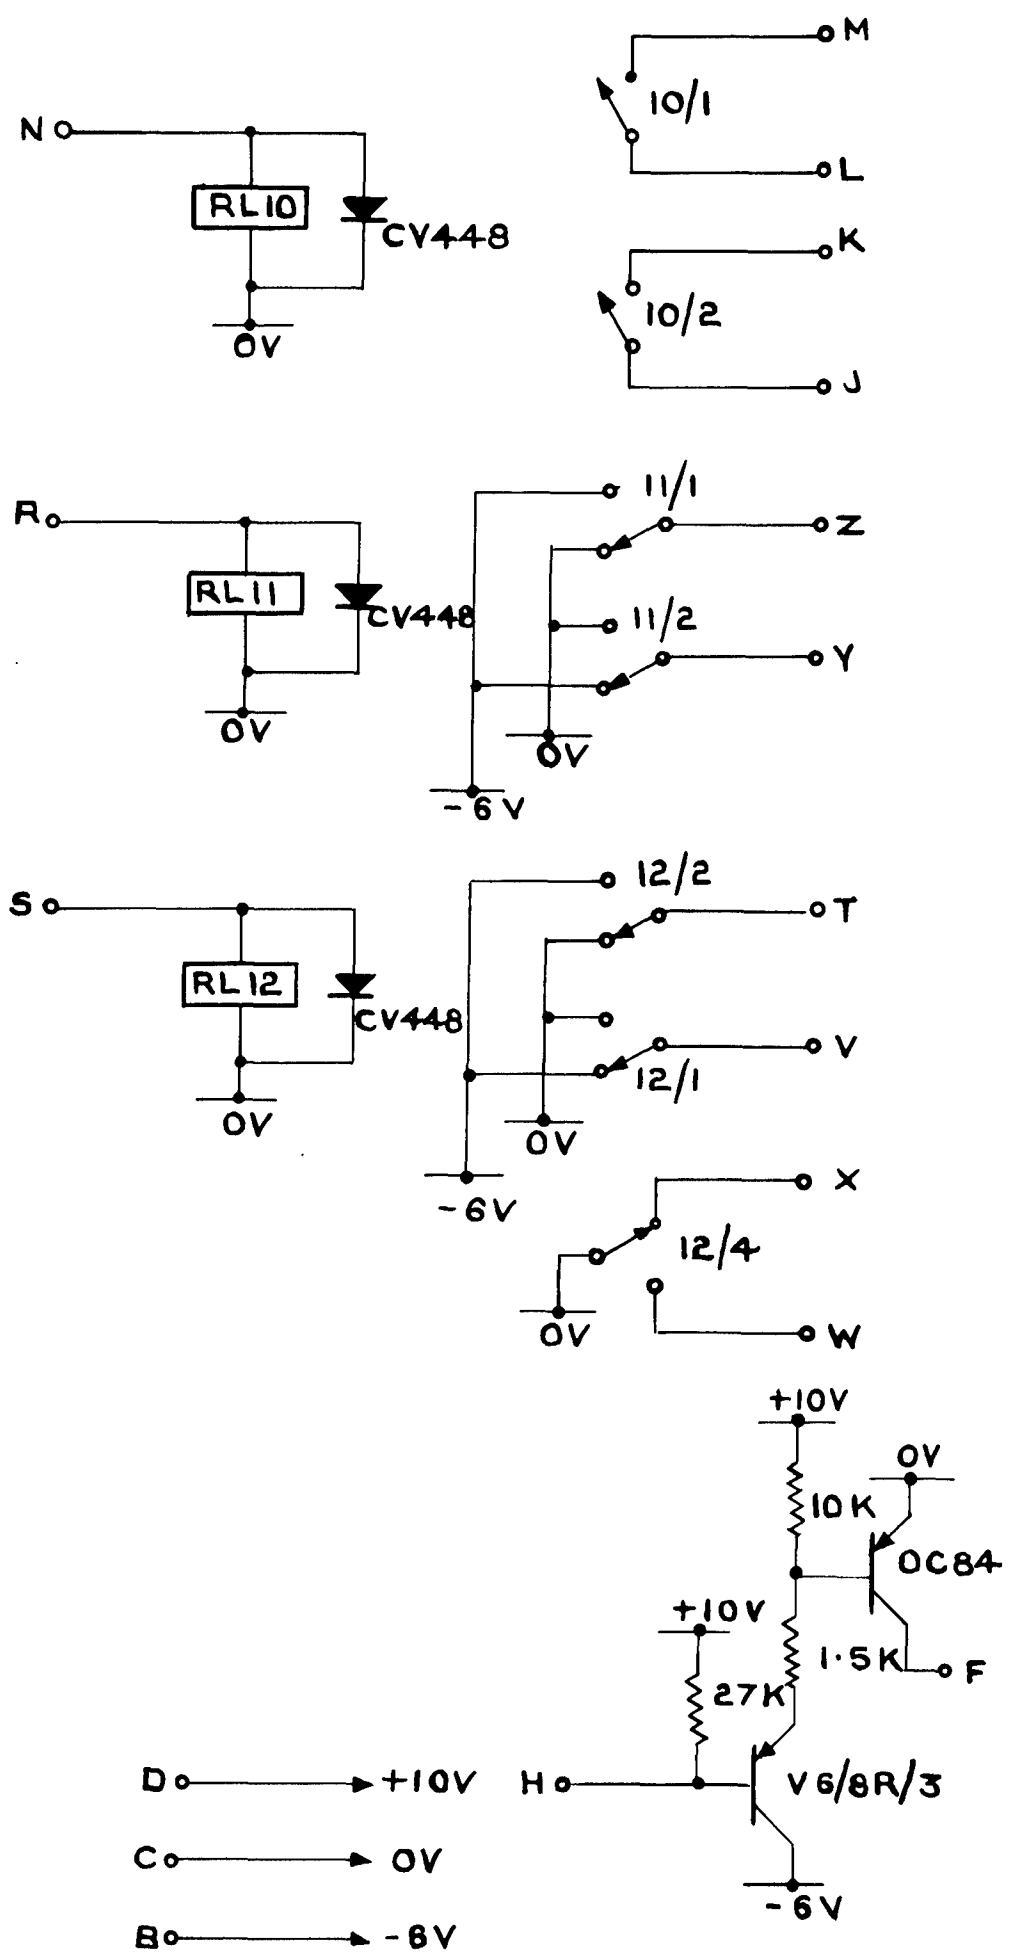 M
10/1
N
L
RL10
CV448
K
10/2
0V
J
11/1
R
Z
RL11
CV448
11/2
Y
0V
0V
-6V
12/2
S
T
RL12
CV448
V
12/1
0V
0V
X
-6V
12/4
0V
W
+10V
0V
10K
OC84
+10V
1.5K
F
27K
D
+10V
H
V6/8R/3
C
0V
-6V
B
-6V